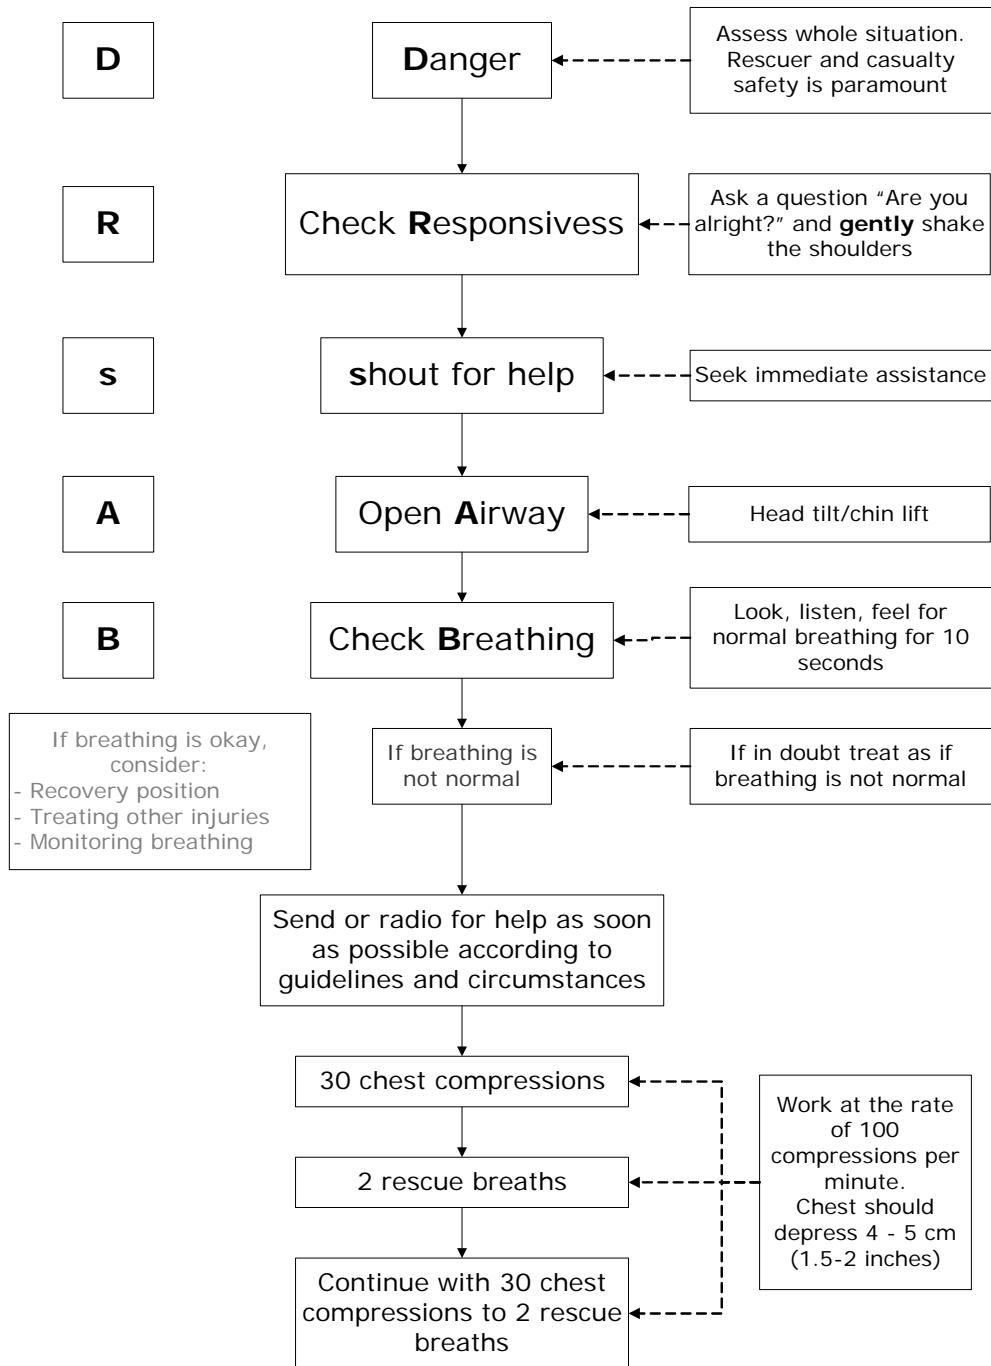 D
Danger
Assess whole situation.
Rescuer and casualty
safety is paramount
R
Check Responsivess
Ask a question “Are you
alright?” and gently shake
the shoulders
s
shout for help
Seek immediate assistance
A
Open Airway
Head tilt/chin lift
B
Check Breathing
Look, listen, feel for
normal breathing for 10
seconds
If breathing is okay,
consider:
- Recovery position
- Treating other injuries
- Monitoring breathing
If breathing is
not normal
If in doubt treat as if
breathing is not normal
Send or radio for help as soon
as possible according to
guidelines and circumstances
30 chest compressions
2 rescue breaths
Continue with 30 chest
compressions to 2 rescue
breaths
Work at the rate
of 100
compressions per
minute.
Chest should
depress 4 - 5 cm
(1.5-2 inches)